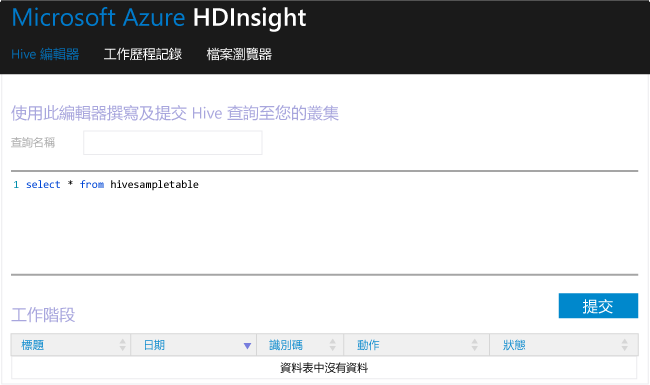 Microsoft Azure HDInsight
Hive 編輯器 工作歷程記錄 檔案瀏覽器
使用此編輯器撰寫及提交 Hive 查詢至您的叢集
查詢名稱
1 select * from hivesampletable
提交
工作階段
標題 日期 識別碼 動作 狀態
資料表中沒有資料